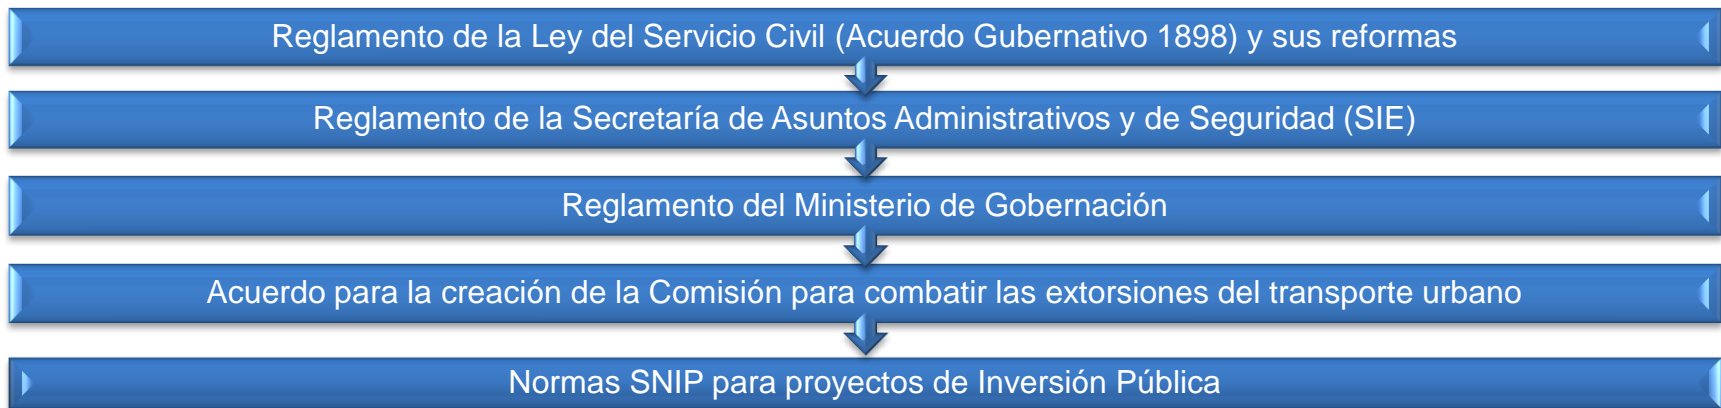 Reglamento de la Ley del Servicio Civil (Acuerdo Gubernativo 1898) y sus reformas
Reglamento de la Secretaría de Asuntos Administrativos y de Seguridad (SIE)
Reglamento del Ministerio de Gobernación
Acuerdo para la creación de la Comisión para combatir las extorsiones del transporte urbano
Normas SNIP para proyectos de Inversión Pública